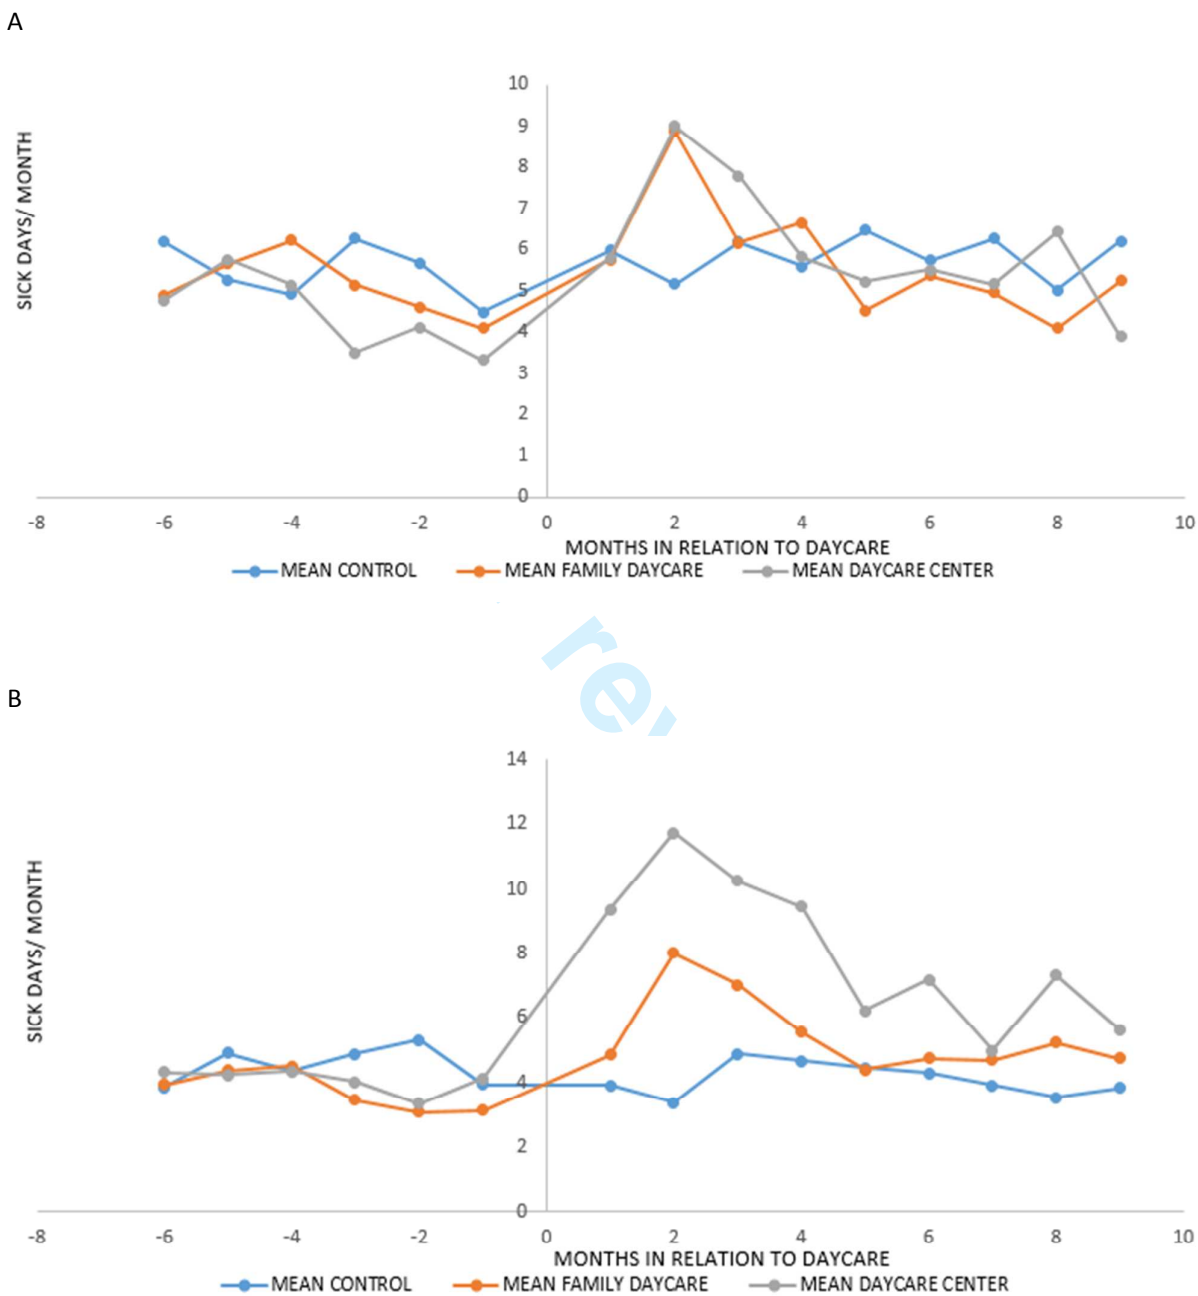 A
SICK DAYS/ MONTH
10
9
8
7
6
5
4
3
2
1
0
-8 -6 -4 -2 0 2 4 6 8 10
MONTHS IN RELATION TO DAYCARE
MEAN CONTROL MEAN FAMILY DAYCARE MEAN DAYCARE CENTER
re
B
SICK DAYS/ MONTH
14
12
10
8
6
4
2
0
-8 -6 -4 -2 0 2 4 6 8 10
MONTHS IN RELATION TO DAYCARE
MEAN CONTROL MEAN FAMILY DAYCARE MEAN DAYCARE CENTER